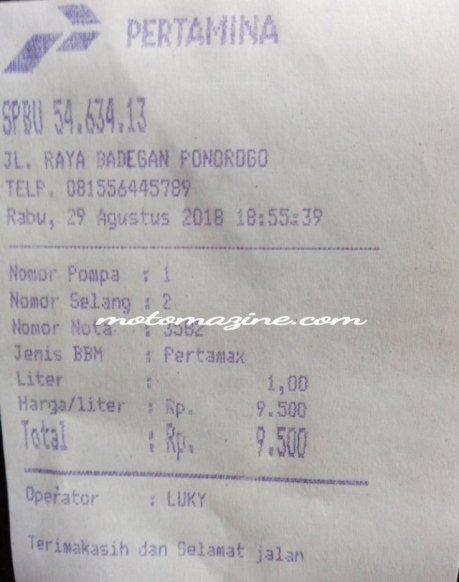 PERTAMINA
SPBU 54.634.13
JL. RAYA BADEGAN PONOROGO
TELP. 081556445789
Rabu, 29 Agustus 2018 18:55:39
Nomor Pompa : 1
Nomor Selang : 2
motomazine.com
Nomor Nota : 3582
Jenis BBM : Pertamax
Liter : 1,00
Harga/liter : Rp. 9.500
Total : Rp. 9.500
Operator : LUKY
Terimakasih dan Selamat jalan